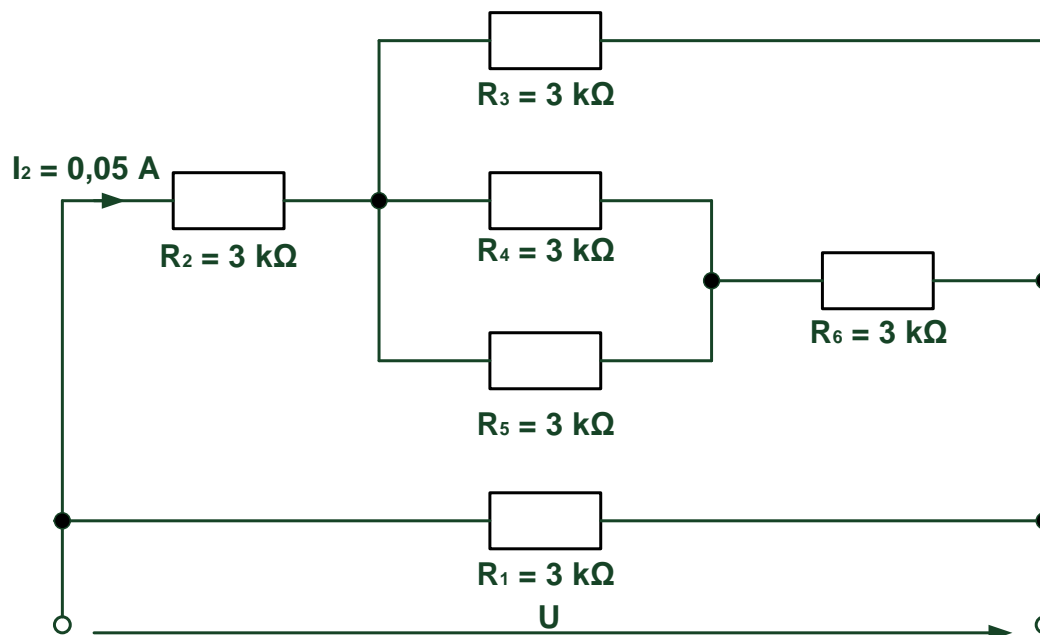 R₃ = 3 kΩ
I₂ = 0,05 A
R₂ = 3 kΩ
R₄ = 3 kΩ
R₆ = 3 kΩ
R₅ = 3 kΩ
R₁ = 3 kΩ
U